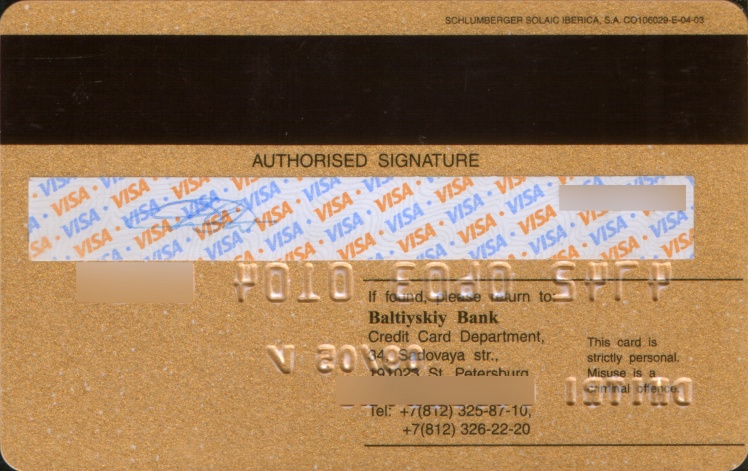 SCHLUMBERGER SOLAIC IBERICA, S.A. CO106029-E-04-03
AUTHORISED SIGNATURE
If found, please return to:
Baltiyskiy Bank
Credit Card Department,
34, Sadovaya str.,
191023 St. Petersburg
Tel: +7(812) 325-87-10,
+7(812) 326-22-20
This card is
strictly personal.
Misuse is a
criminal offence.